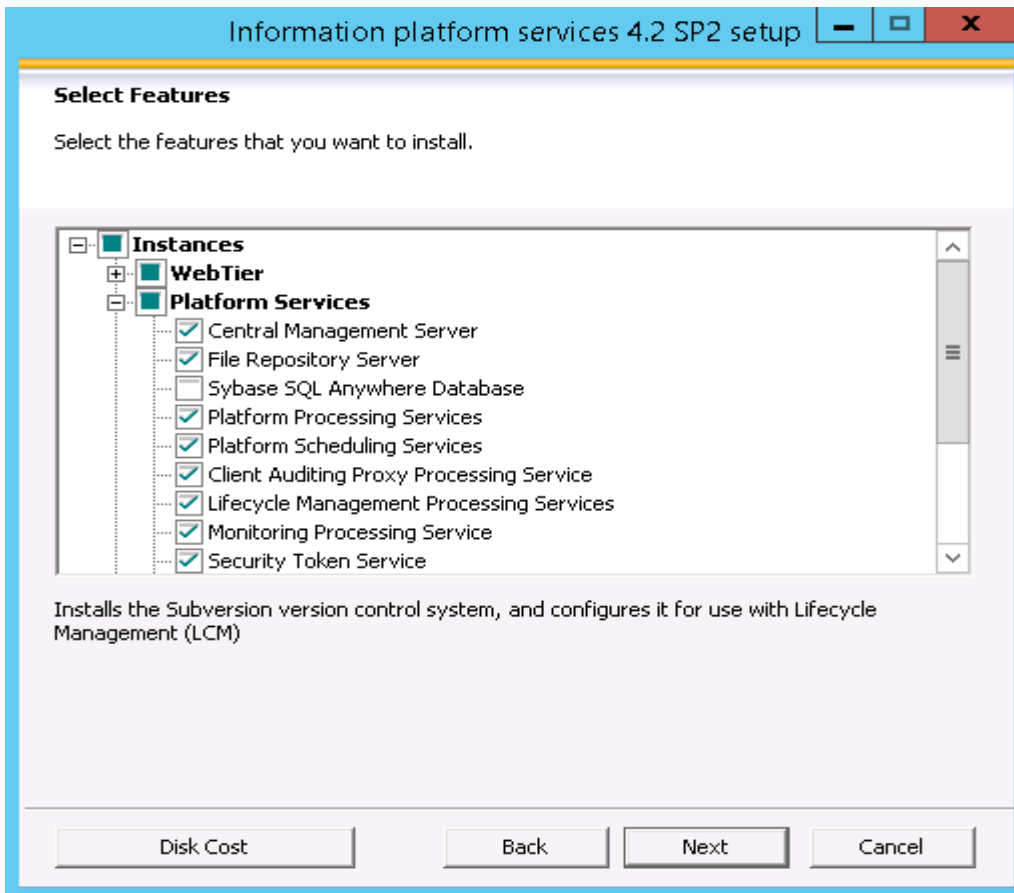 Information platform services 4.2 SP2 setup
Select Features
Select the features that you want to install.
Instances
WebTier
Platform Services
Central Management Server
File Repository Server
Sybase SQL Anywhere Database
Platform Processing Services
Platform Scheduling Services
Client Auditing Proxy Processing Service
Lifecycle Management Processing Services
Monitoring Processing Service
Security Token Service
Installs the Subversion version control system, and configures it for use with Lifecycle
Management (LCM)
Disk Cost Back Next Cancel